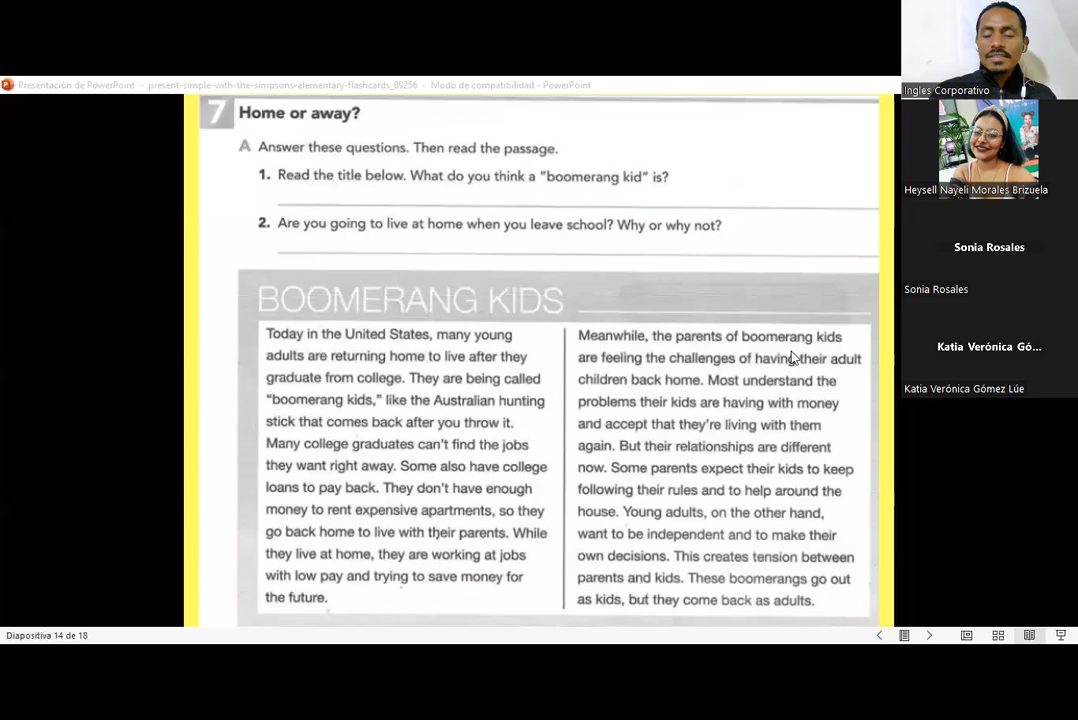 Presentación de PowerPoint - present-simple-with-the-simpsons-elementary-flashcards_89256 - Modo de compatibilidad - PowerPoint
7 Home or away?
A Answer these questions. Then read the passage.
1. Read the title below. What do you think a "boomerang kid" is?
2. Are you going to live at home when you leave school? Why or why not?
BOOMERANG KIDS
Today in the United States, many young
adults are returning home to live after they
graduate from college. They are being called
"boomerang kids," like the Australian hunting
stick that comes back after you throw it.
Many college graduates can't find the jobs
they want right away. Some also have college
loans to pay back. They don't have enough
money to rent expensive apartments, so they
go back home to live with their parents. While
they live at home, they are working at jobs
with low pay and trying to save money for
the future.
Meanwhile, the parents of boomerang kids
are feeling the challenges of having their adult
children back home. Most understand the
problems their kids are having with money
and accept that they're living with them
again. But their relationships are different
now. Some parents expect their kids to keep
following their rules and to help around the
house. Young adults, on the other hand,
want to be independent and to make their
own decisions. This creates tension between
parents and kids. These boomerangs go out
as kids, but they come back as adults.
Diapositiva 14 de 18
Ingles Corporativo
Heysell Nayeli Morales Brizuela
Sonia Rosales
Sonia Rosales
Katia Verónica Gó...
Katia Verónica Gómez Lúe